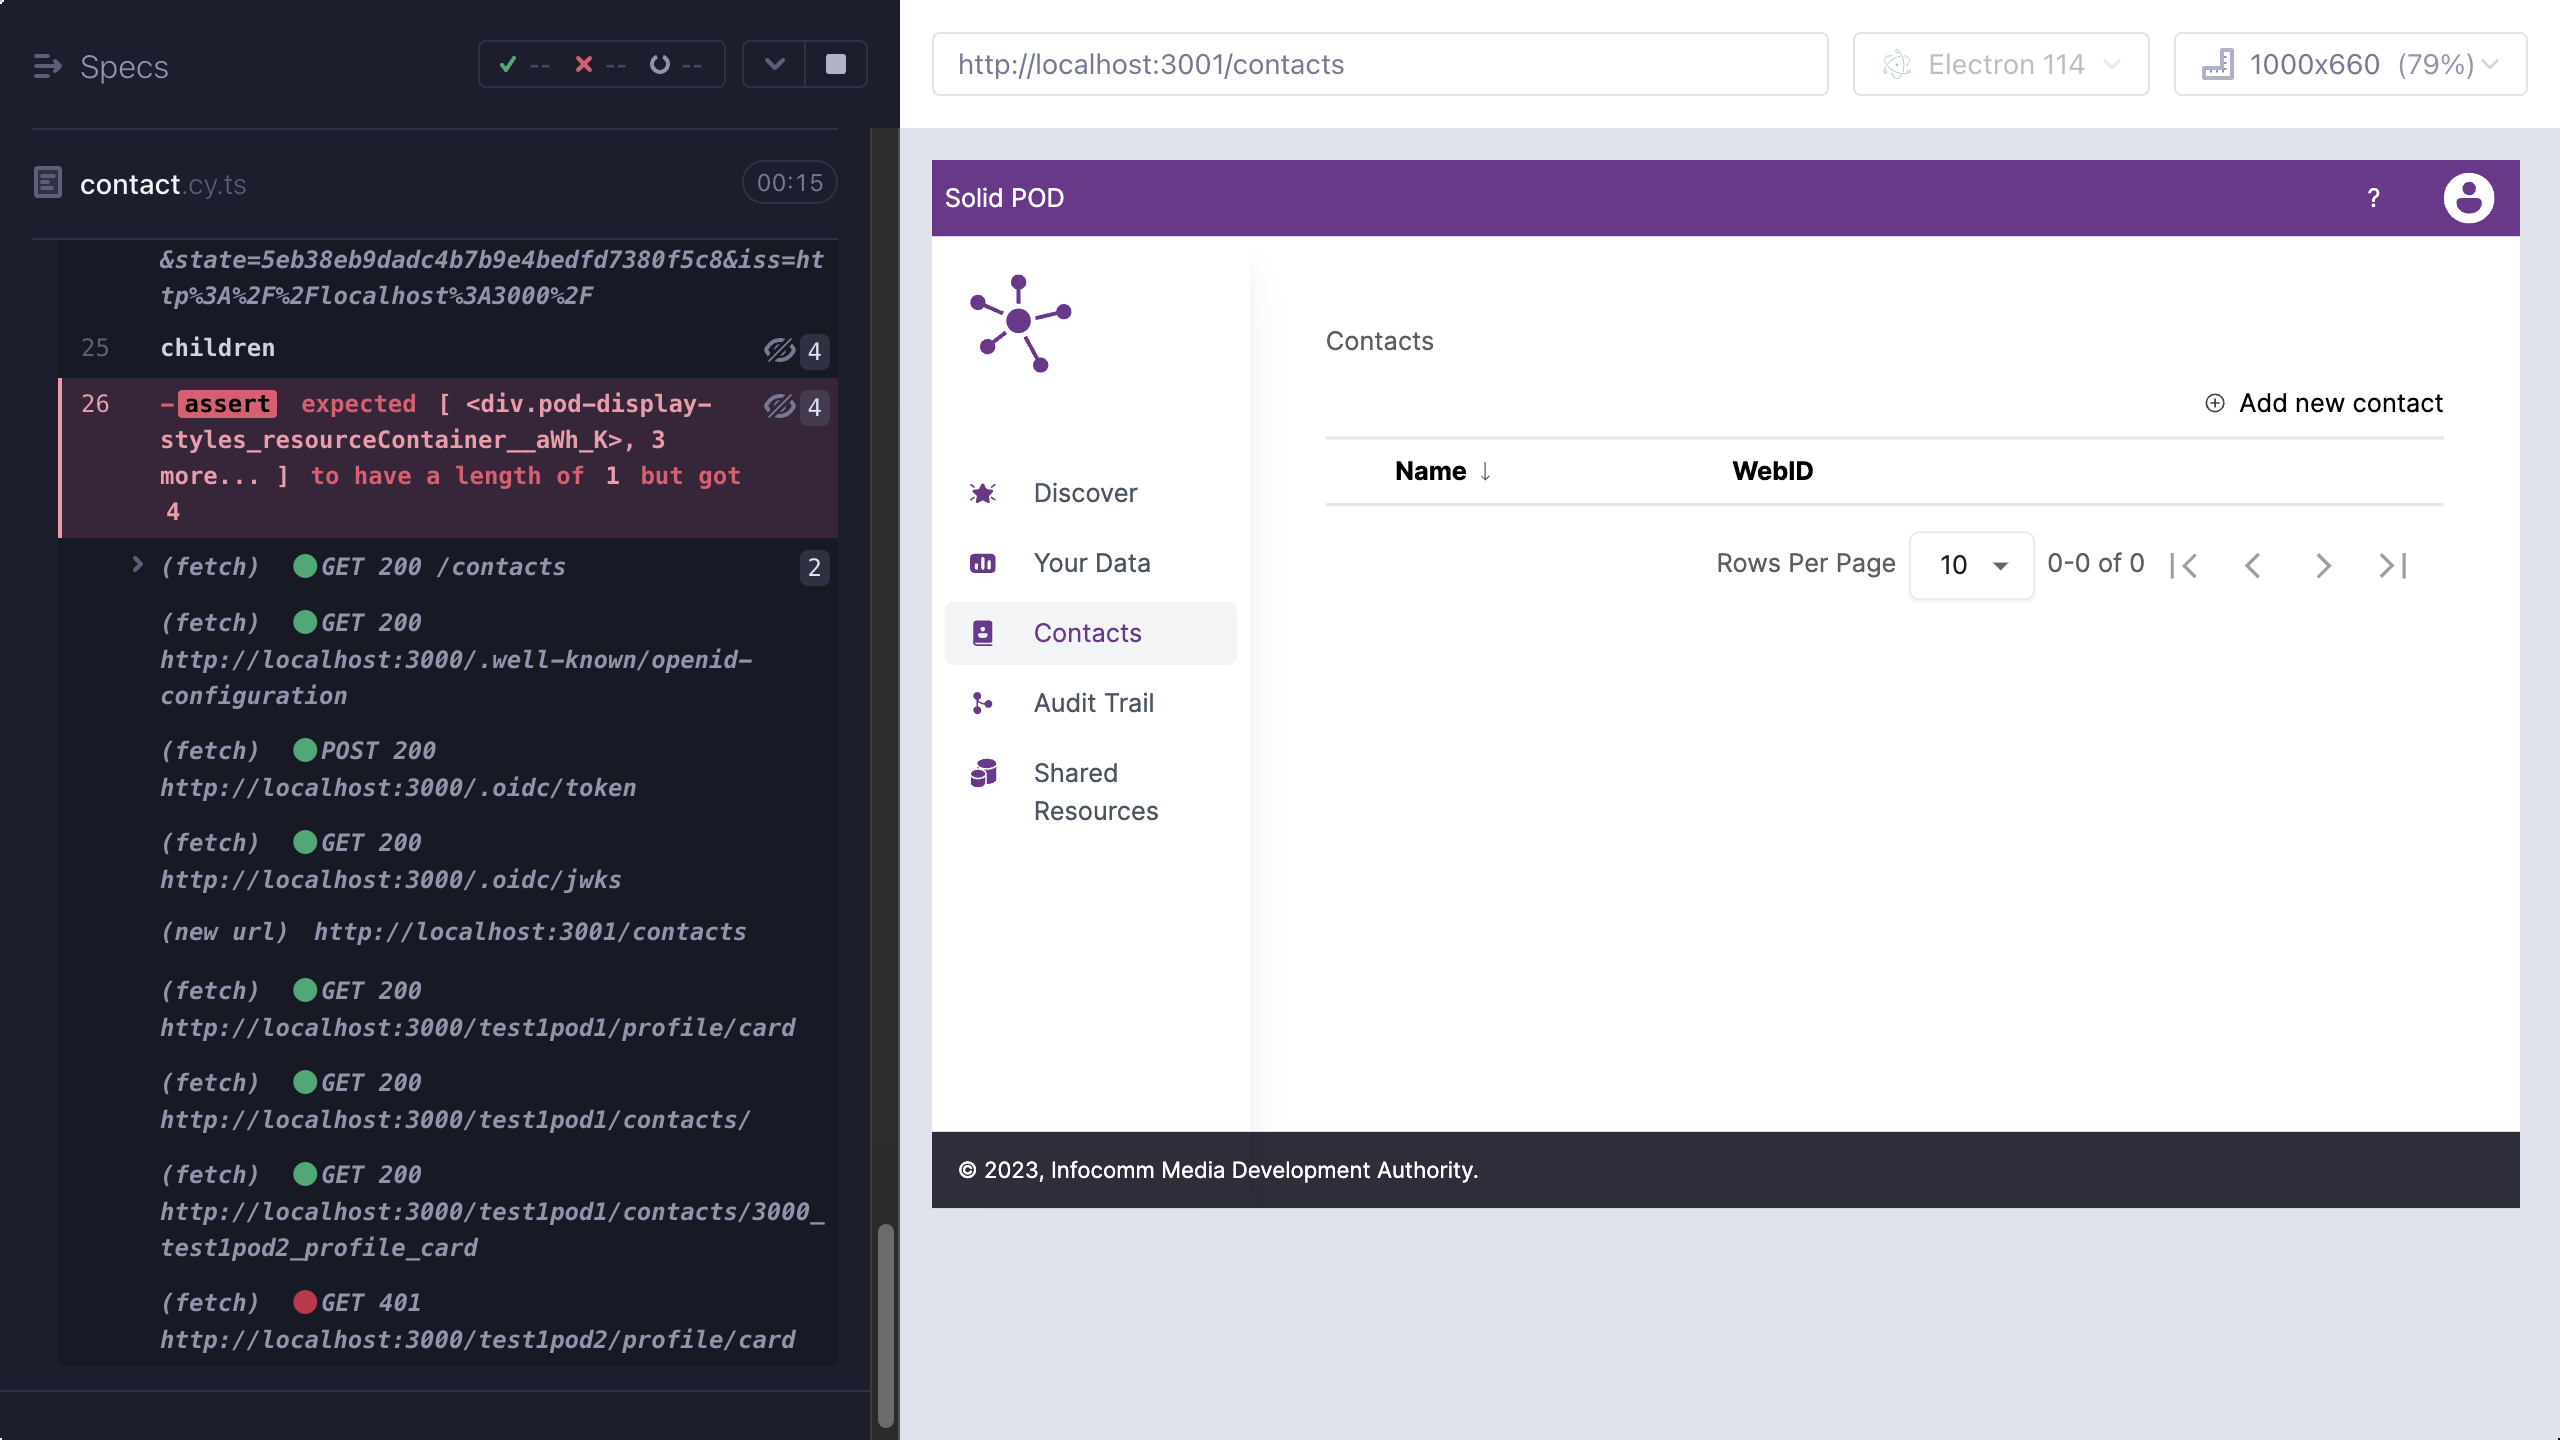 Specs
-- -- --
contact.cy.ts 00:15
&state=5eb38eb9dadc4b7b9e4bedfd7380f5c8&iss=ht
tp%3A%2F%2Flocalhost%3A3000%2F
25 children 4
26 -assert expected [ <div.pod-display- 4
styles_resourceContainer__aWh_K>, 3
more... ] to have a length of 1 but got
4
(fetch) GET 200 /contacts 2
(fetch) GET 200
http://localhost:3000/.well-known/openid-
configuration
(fetch) POST 200
http://localhost:3000/.oidc/token
(fetch) GET 200
http://localhost:3000/.oidc/jwks
(new url) http://localhost:3001/contacts
(fetch) GET 200
http://localhost:3000/test1pod1/profile/card
(fetch) GET 200
http://localhost:3000/test1pod1/contacts/
(fetch) GET 200
http://localhost:3000/test1pod1/contacts/3000_
test1pod2_profile_card
(fetch) GET 401
http://localhost:3000/test1pod2/profile/card
http://localhost:3001/contacts
Electron 114
1000x660 (79%)
Solid POD ?
Discover
Your Data
Contacts
Audit Trail
Shared
Resources
Contacts
Add new contact
Name ↓ WebID
Rows Per Page 10 0-0 of 0
© 2023, Infocomm Media Development Authority.